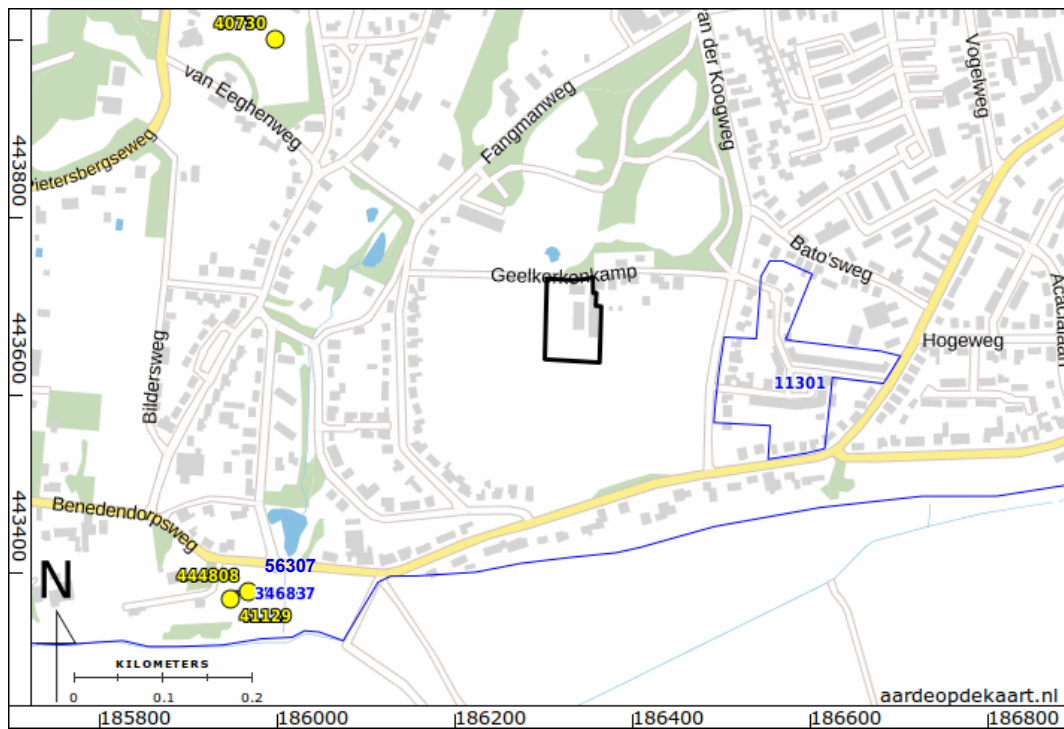 40730
van Eeghenweg
Fangmanweg
van der Koogweg
Vogelweg
Pietersbergseweg
443800
Geelkerkenkamp
Bato'sweg
Acacialaan
443600
Bildersweg
Hogeweg
11301
Benedendorpsweg
443400
56307
444808
41129
N
KILOMETERS
0 0.1 0.2
aardeopdekaart.nl
185800 186000 186200 186400 186600 186800